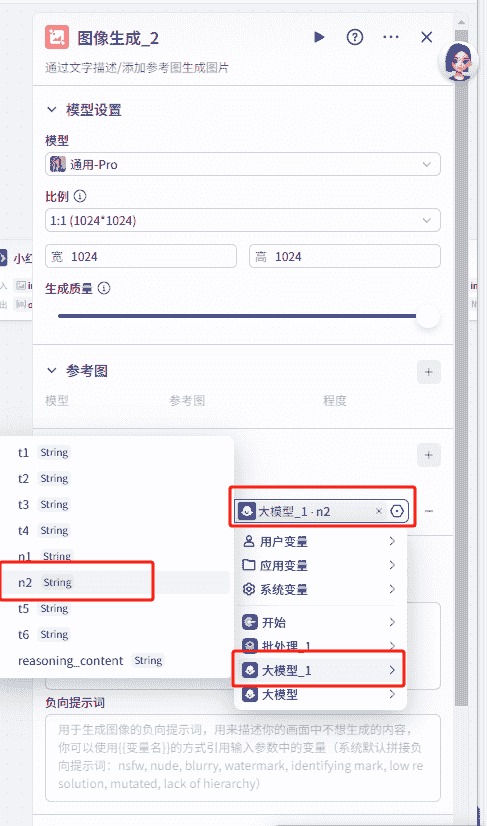 图像生成_2
通过文字描述/添加参考图生成图片
模型设置
模型
通用-Pro
比例
1:1 (1024*1024)
宽 1024 高 1024
小红
入 in
出
生成质量
参考图
模型 参考图 程度
t1 String
t2 String
t3 String
t4 String
n1 String
n2 String
t5 String
t6 String
reasoning_content String
大模型_1 · n2
用户变量
应用变量
系统变量
开始
批处理_1
大模型_1
大模型
负向提示词
用于生成图像的负向提示词，用来描述你的画面中不想生成的内容，
你可以使用{{变量名}}的方式引用输入参数中的变量（系统默认拼接负
向提示词：nsfw, nude, blurry, watermark, identifying mark, low re
solution, mutated, lack of hierarchy）